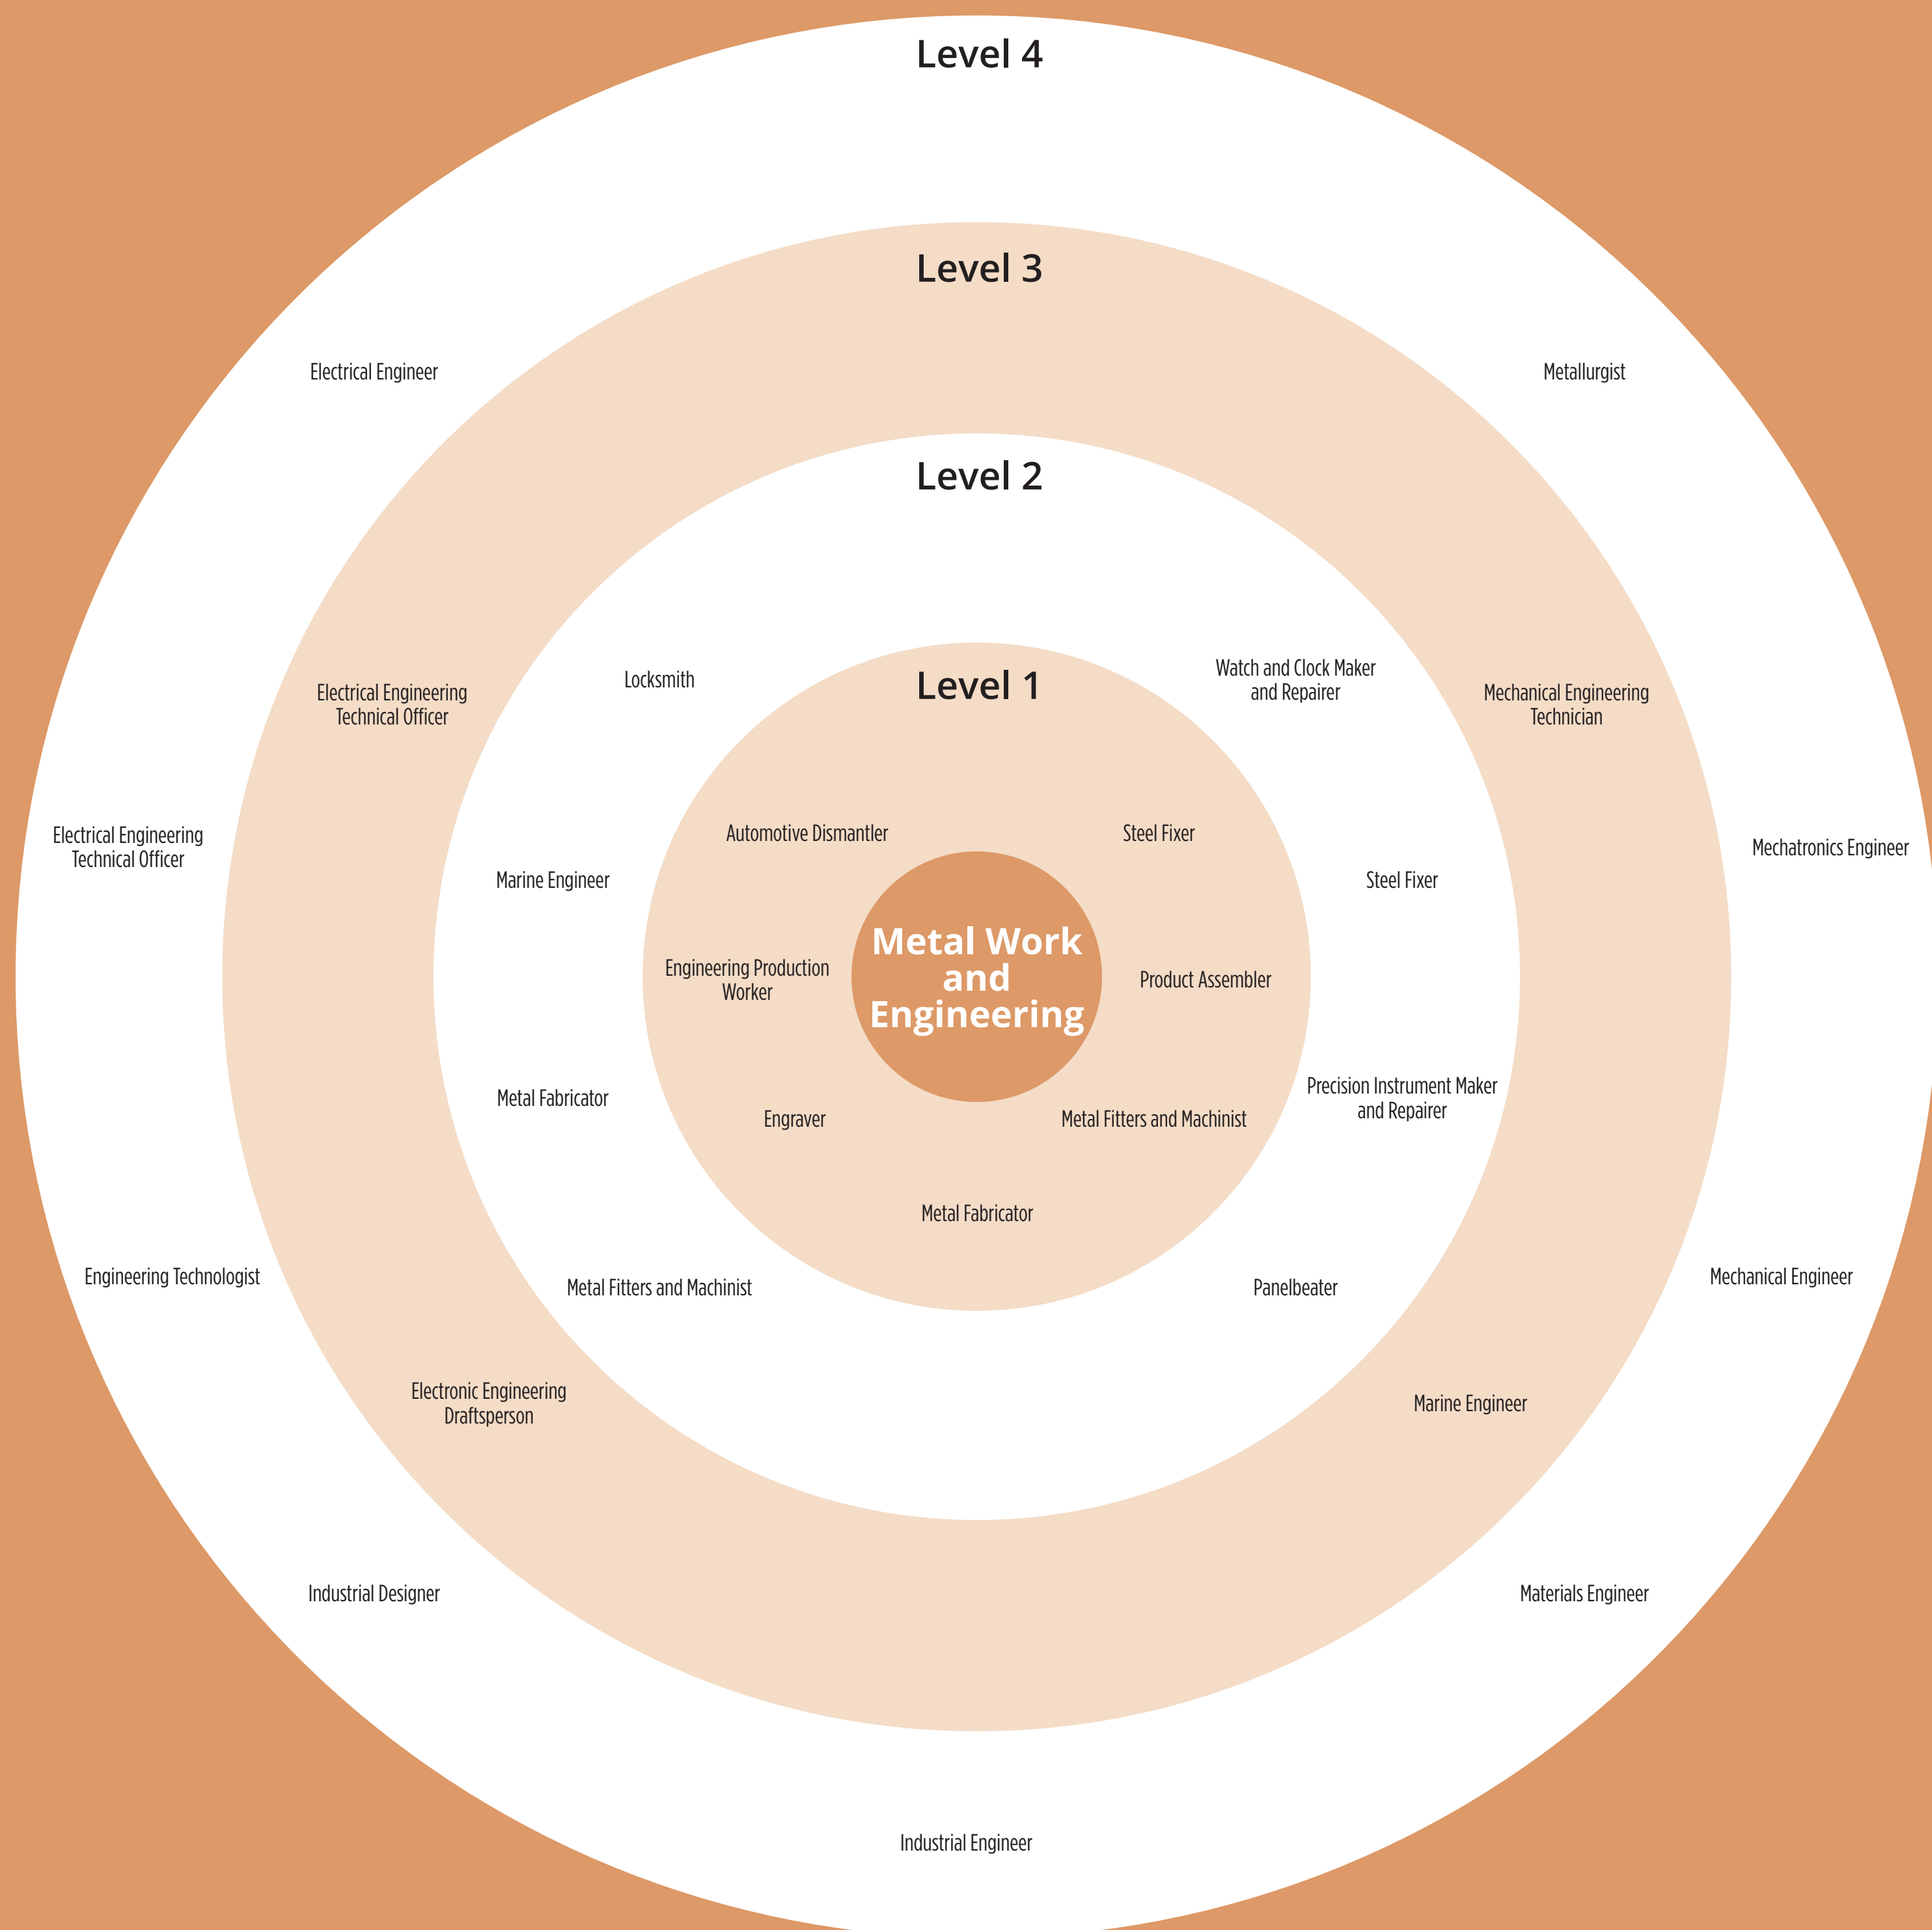 Level 4
Level 3
Electrical Engineer
Metallurgist
Level 2
Locksmith
Watch and Clock Maker
and Repairer
Level 1
Electrical Engineering
Technical Officer
Mechanical Engineering
Technician
Electrical Engineering
Technical Officer
Automotive Dismantler
Steel Fixer
Mechatronics Engineer
Marine Engineer
Steel Fixer
Metal Work
and
Engineering
Engineering Production
Worker
Product Assembler
Metal Fabricator
Precision Instrument Maker
and Repairer
Engraver
Metal Fitters and Machinist
Metal Fabricator
Engineering Technologist
Metal Fitters and Machinist
Panelbeater
Mechanical Engineer
Electronic Engineering
Draftsperson
Marine Engineer
Industrial Designer
Materials Engineer
Industrial Engineer